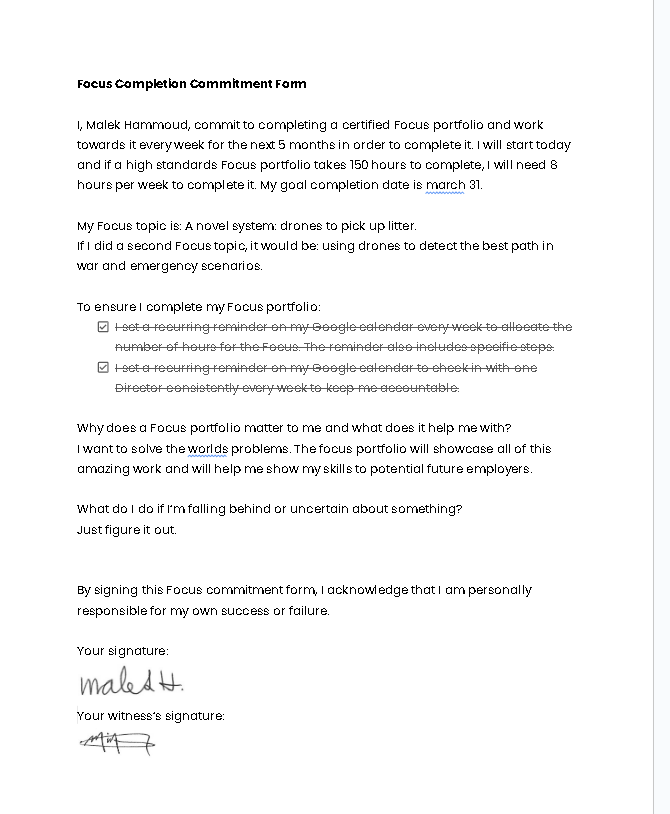 Focus Completion Commitment Form
I, Malek Hammoud, commit to completing a certified Focus portfolio and work
towards it every week for the next 5 months in order to complete it. I will start today
and if a high standards Focus portfolio takes 150 hours to complete, I will need 8
hours per week to complete it. My goal completion date is march 31.
My Focus topic is: A novel system: drones to pick up litter.
If I did a second Focus topic, it would be: using drones to detect the best path in
war and emergency scenarios.
To ensure I complete my Focus portfolio:
I set a recurring reminder on my Google calendar every week to allocate the
number of hours for the Focus. The reminder also includes specific steps.
I set a recurring reminder on my Google calendar to check in with one
Director consistently every week to keep me accountable.
Why does a Focus portfolio matter to me and what does it help me with?
I want to solve the worlds problems. The focus portfolio will showcase all of this
amazing work and will help me show my skills to potential future employers.
What do I do if I'm falling behind or uncertain about something?
Just figure it out.
By signing this Focus commitment form, I acknowledge that I am personally
responsible for my own success or failure.
Your signature:
Malek H.
Your witness's signature: